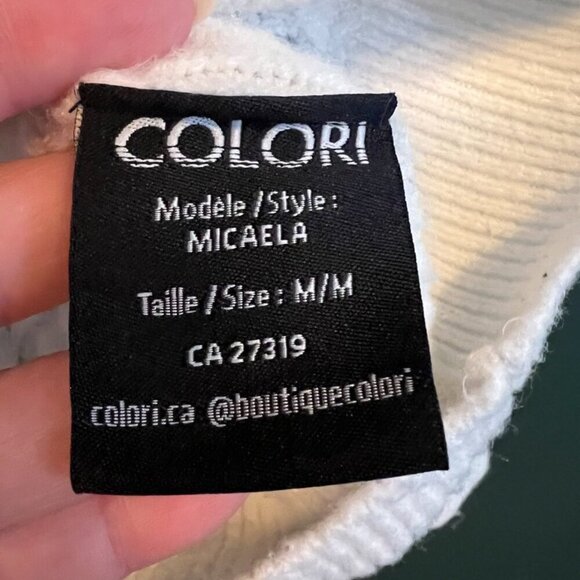 COLORI
Modèle/Style:
MICAELA
Taille/Size: M/M
CA 27319
colori.ca @boutiquecolori